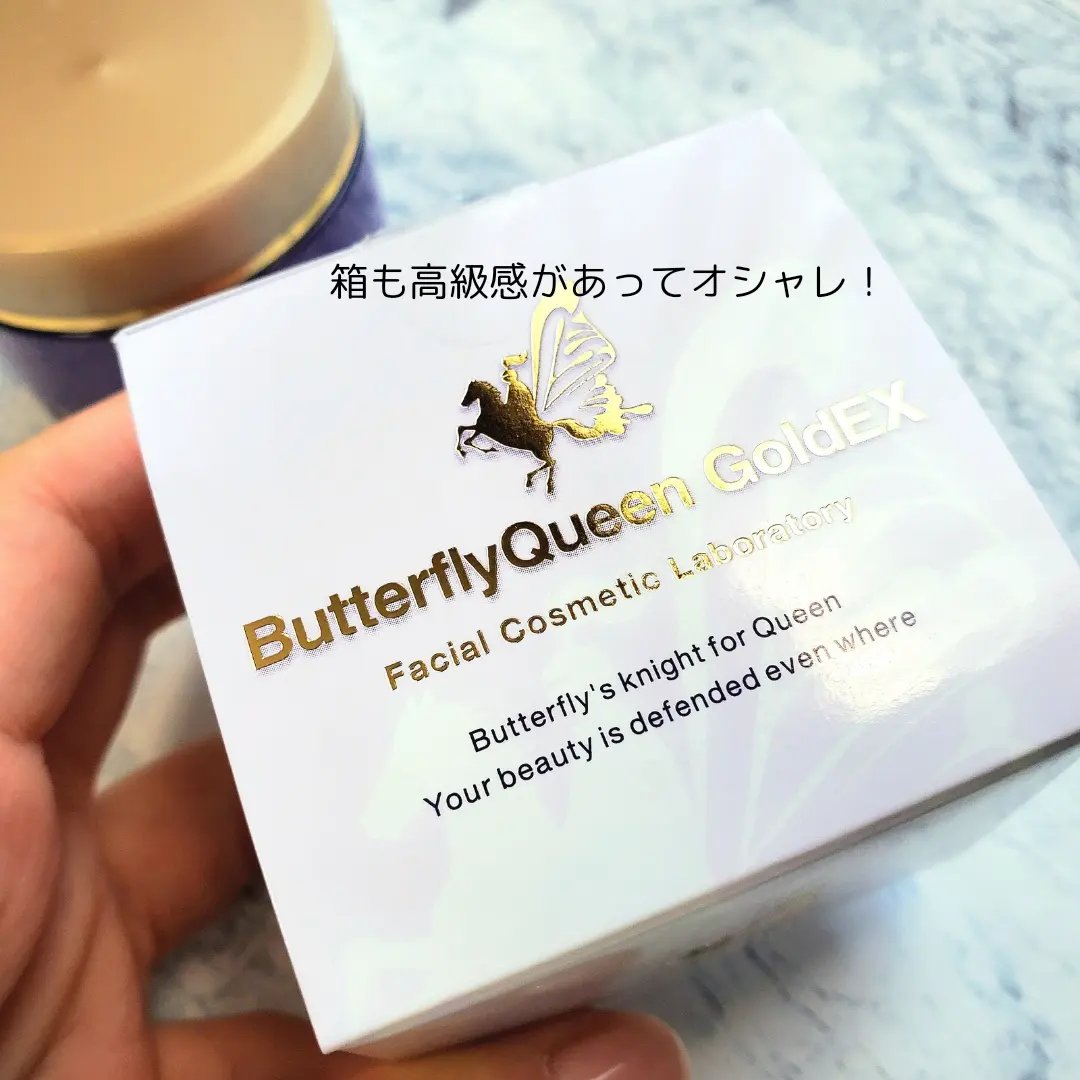 箱も高級感があってオシャレ！
ButterflyQueen GoldEX
Facial Cosmetic Laboratory
Butterfly's knight for Queen
Your beauty is defended even where